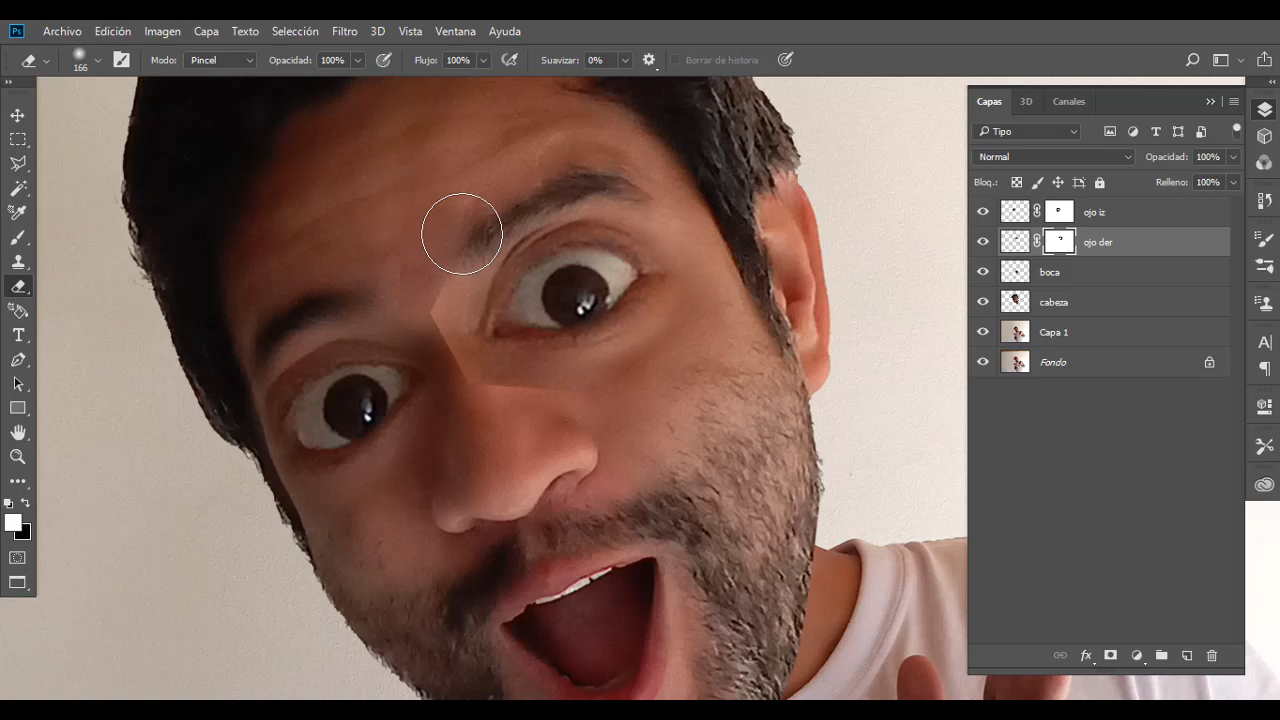 Ps Archivo Edición Imagen Capa Texto Selección Filtro 3D Vista Ventana Ayuda
166 Modo: Pincel Opacidad: 100% Flujo: 100% Suavizar: 0% Borrar de historia
Capas 3D Canales
Tipo
Normal Opacidad: 100%
Bloq.: Relleno: 100%
ojo iz
ojo der
boca
cabeza
Capa 1
Fondo
fx